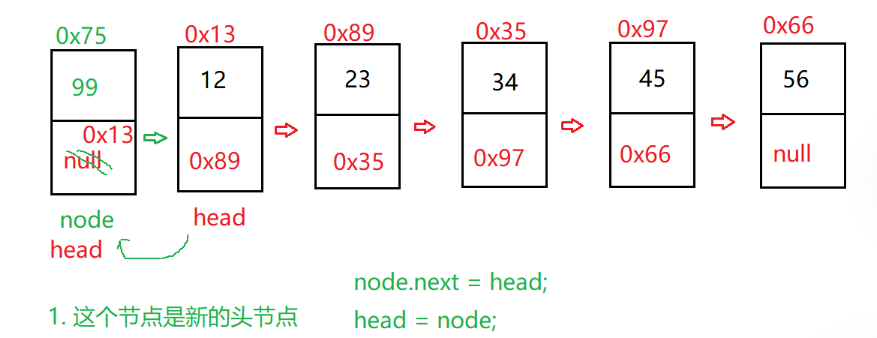 0x75 0x13 0x89 0x35 0x97 0x66
99 12 23 34 45 56
0x13
null 0x89 0x35 0x97 0x66 null
node head
head
node.next = head;
1. 这个节点是新的头节点 head = node;